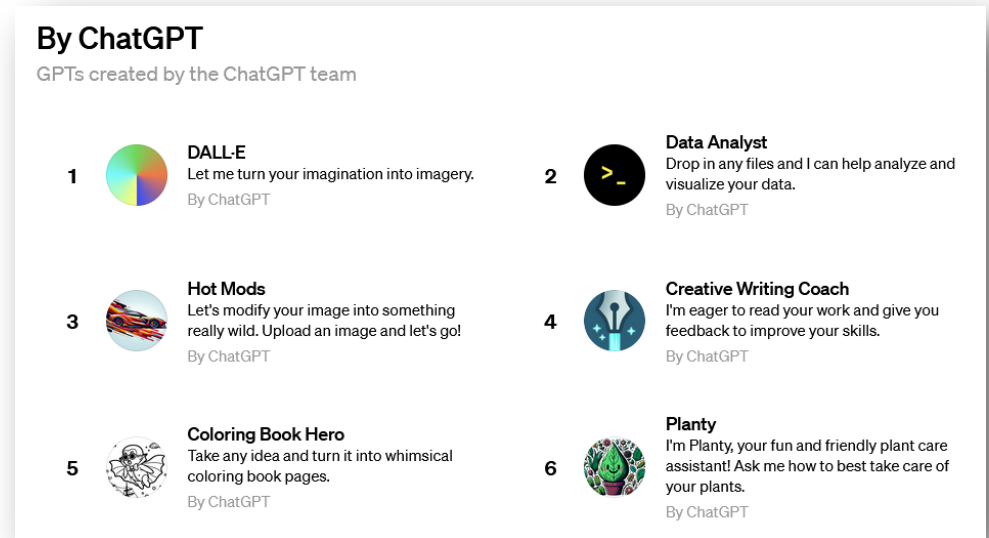 By ChatGPT
GPTs created by the ChatGPT team
1
DALL·E
Let me turn your imagination into imagery.
By ChatGPT
2
>_
Data Analyst
Drop in any files and I can help analyze and
visualize your data.
By ChatGPT
3
Hot Mods
Let's modify your image into something
really wild. Upload an image and let's go!
By ChatGPT
4
Creative Writing Coach
I'm eager to read your work and give you
feedback to improve your skills.
By ChatGPT
5
Coloring Book Hero
Take any idea and turn it into whimsical
coloring book pages.
By ChatGPT
6
Planty
I'm Planty, your fun and friendly plant care
assistant! Ask me how to best take care of
your plants.
By ChatGPT